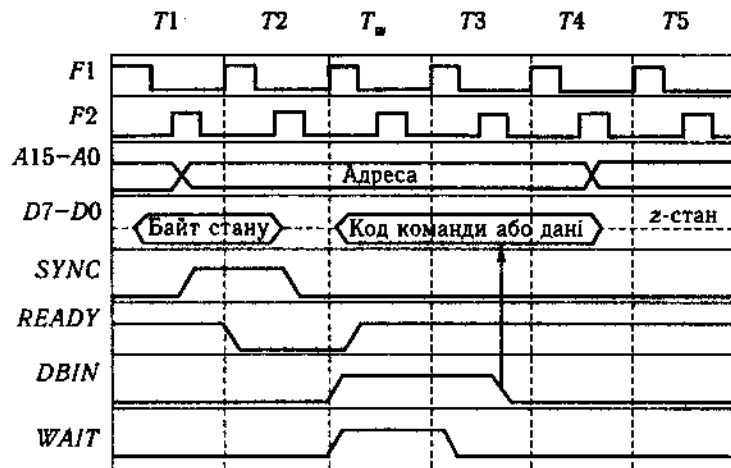 T1 T2 Tw T3 T4 T5
F1
F2
A15-A0
Адреса
D7-D0
Байт стану
Код команди або дані
z-стан
SYNC
READY
DBIN
WAIT